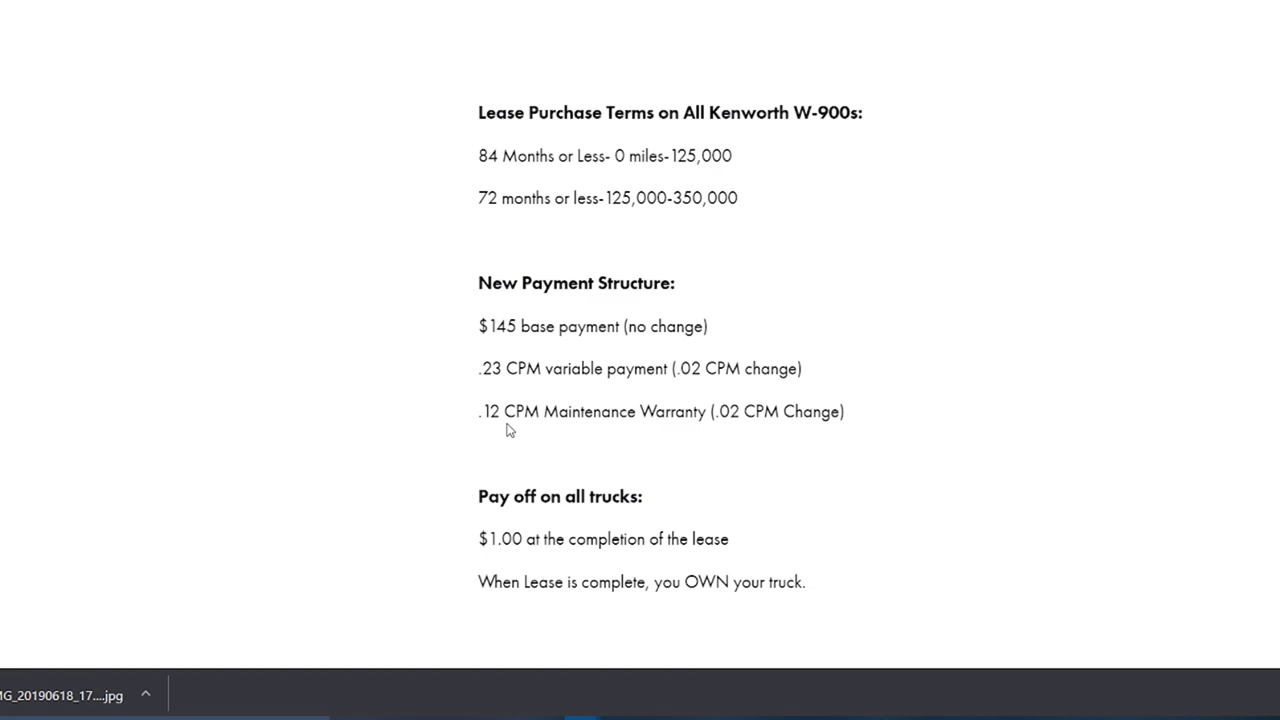 Lease Purchase Terms on All Kenworth W-900s:
84 Months or Less- 0 miles-125,000
72 months or less-125,000-350,000
New Payment Structure:
$145 base payment (no change)
.23 CPM variable payment (.02 CPM change)
.12 CPM Maintenance Warranty (.02 CPM Change)
Pay off on all trucks:
$1.00 at the completion of the lease
When Lease is complete, you OWN your truck.
MG_20190618_17....jpg